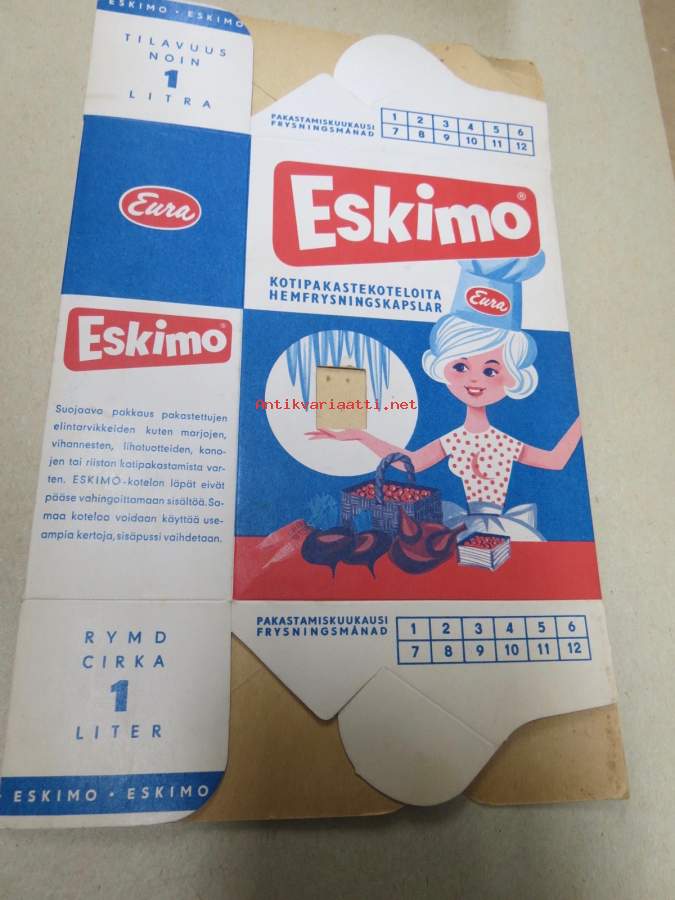 ESKIMO · ESKIMO
TILAVUUS
NOIN
1
LITRA
Eura
Eskimo®
Suojaava pakkaus pakastettujen
elintarvikkeiden kuten marjojen,
vihannesten, lihatuotteiden, kano-
jen tai riistan kotipakastamista var-
ten. ESKIMO-kotelon läpät eivät
pääse vahingoittamaan sisältöä. Sa-
maa koteloa voidaan käyttää use-
ampia kertoja, sisäpussi vaihdetaan.
RYMD
CIRKA
1
LITER
· ESKIMO · ESKIMO
PAKASTAMISKUUKAUSI
FRYSNINGSMÅNAD
1 2 3 4 5 6
7 8 9 10 11 12
Eskimo®
KOTIPAKASTEKOTELOITA
HEMFRYSNINGSKAPSLAR
Eura
Antikvariaatti.net
PAKASTAMISKUUKAUSI
FRYSNINGSMÅNAD
1 2 3 4 5 6
7 8 9 10 11 12